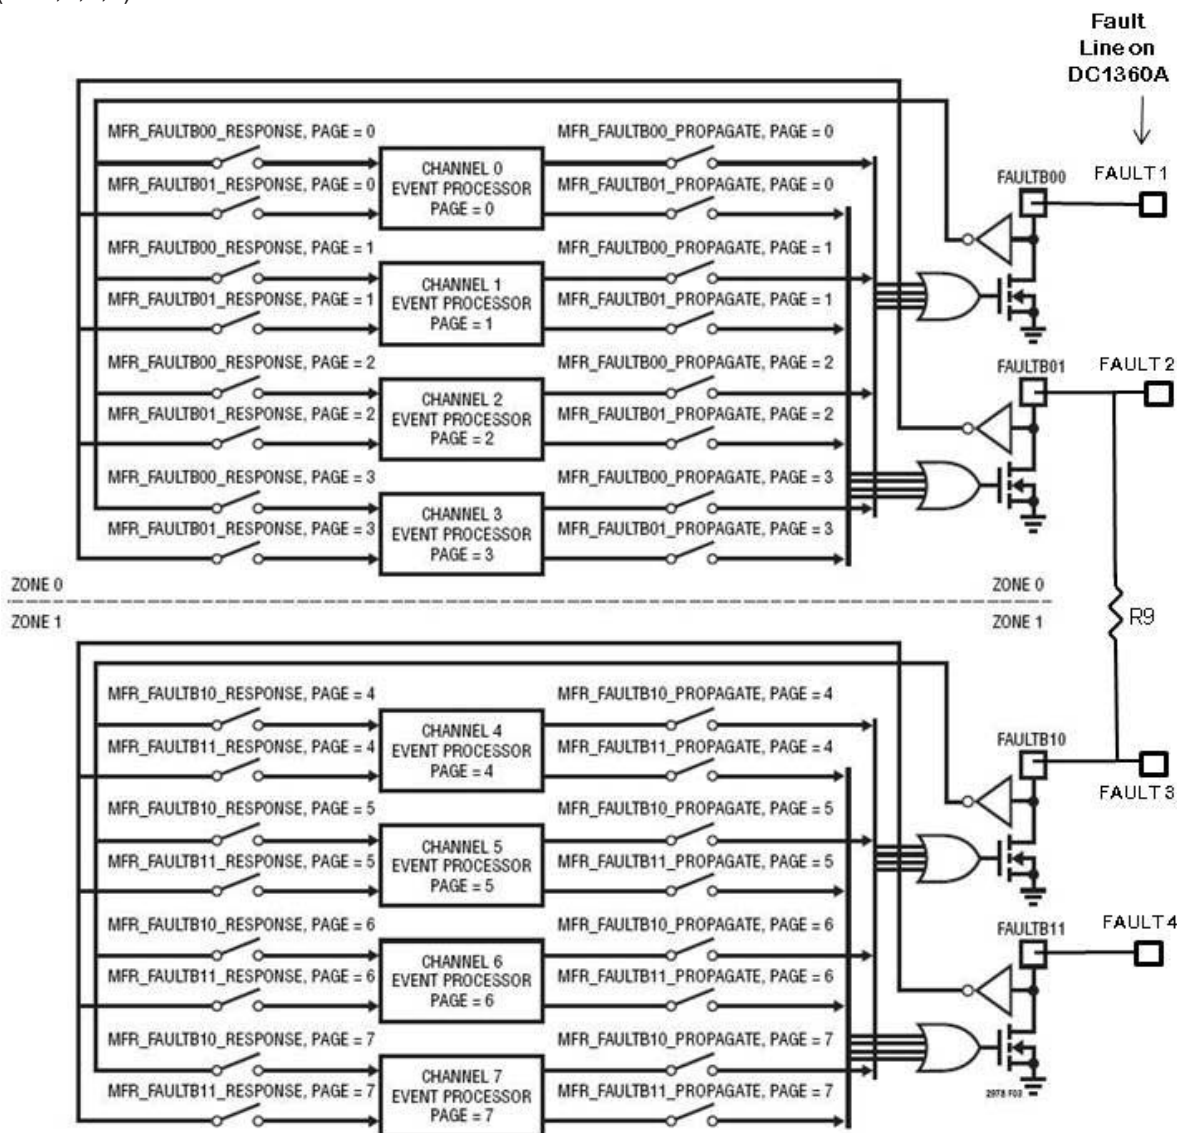 Fault
Line on
DC1360A
MFR_FAULTB00_RESPONSE, PAGE = 0
MFR_FAULTB00_PROPAGATE, PAGE = 0
CHANNEL 0
EVENT PROCESSOR
PAGE = 0
FAULTB00
FAULT1
MFR_FAULTB01_RESPONSE, PAGE = 0
MFR_FAULTB01_PROPAGATE, PAGE = 0
MFR_FAULTB00_RESPONSE, PAGE = 1
MFR_FAULTB00_PROPAGATE, PAGE = 1
CHANNEL 1
EVENT PROCESSOR
PAGE = 1
MFR_FAULTB01_RESPONSE, PAGE = 1
MFR_FAULTB01_PROPAGATE, PAGE = 1
MFR_FAULTB00_RESPONSE, PAGE = 2
MFR_FAULTB00_PROPAGATE, PAGE = 2
FAULTB01
FAULT2
CHANNEL 2
EVENT PROCESSOR
PAGE = 2
MFR_FAULTB01_RESPONSE, PAGE = 2
MFR_FAULTB01_PROPAGATE, PAGE = 2
MFR_FAULTB00_RESPONSE, PAGE = 3
MFR_FAULTB00_PROPAGATE, PAGE = 3
CHANNEL 3
EVENT PROCESSOR
PAGE = 3
MFR_FAULTB01_RESPONSE, PAGE = 3
MFR_FAULTB01_PROPAGATE, PAGE = 3
ZONE 0
ZONE 0
ZONE 1
ZONE 1
R9
MFR_FAULTB10_RESPONSE, PAGE = 4
MFR_FAULTB10_PROPAGATE, PAGE = 4
CHANNEL 4
EVENT PROCESSOR
PAGE = 4
FAULTB10
FAULT3
MFR_FAULTB11_RESPONSE, PAGE = 4
MFR_FAULTB11_PROPAGATE, PAGE = 4
MFR_FAULTB10_RESPONSE, PAGE = 5
MFR_FAULTB10_PROPAGATE, PAGE = 5
CHANNEL 5
EVENT PROCESSOR
PAGE = 5
MFR_FAULTB11_RESPONSE, PAGE = 5
MFR_FAULTB11_PROPAGATE, PAGE = 5
MFR_FAULTB10_RESPONSE, PAGE = 6
MFR_FAULTB10_PROPAGATE, PAGE = 6
FAULTB11
FAULT4
CHANNEL 6
EVENT PROCESSOR
PAGE = 6
MFR_FAULTB11_RESPONSE, PAGE = 6
MFR_FAULTB11_PROPAGATE, PAGE = 6
MFR_FAULTB10_RESPONSE, PAGE = 7
MFR_FAULTB10_PROPAGATE, PAGE = 7
CHANNEL 7
EVENT PROCESSOR
PAGE = 7
MFR_FAULTB11_RESPONSE, PAGE = 7
MFR_FAULTB11_PROPAGATE, PAGE = 7